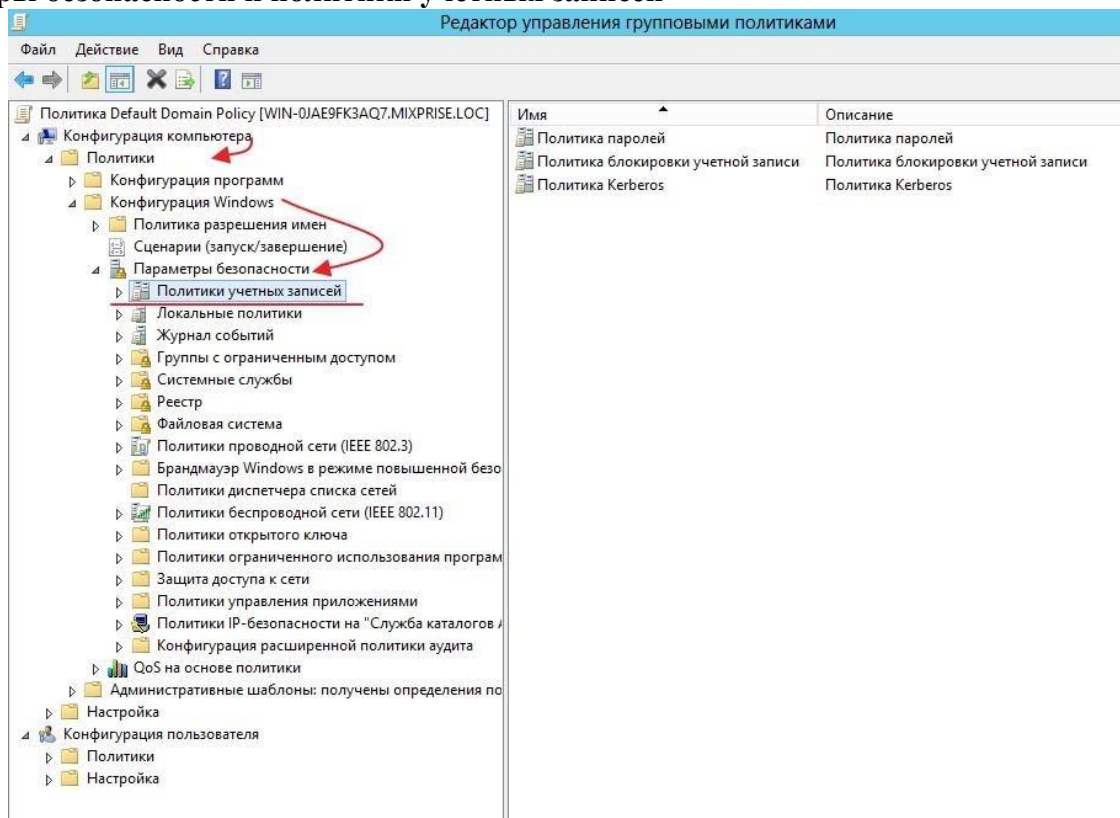 ры безопасности и политики учетных записей
Редактор управления групповыми политиками
Файл Действие Вид Справка
Политика Default Domain Policy [WIN-0JAE9FK3AQ7.MIXPRISE.LOC]
Конфигурация компьютера
Политики
Конфигурация программ
Конфигурация Windows
Политика разрешения имен
Сценарии (запуск/завершение)
Параметры безопасности
Политики учетных записей
Локальные политики
Журнал событий
Группы с ограниченным доступом
Системные службы
Реестр
Файловая система
Политики проводной сети (IEEE 802.3)
Брандмауэр Windows в режиме повышенной безо
Политики диспетчера списка сетей
Политики беспроводной сети (IEEE 802.11)
Политики открытого ключа
Политики ограниченного использования програм
Защита доступа к сети
Политики управления приложениями
Политики IP-безопасности на "Служба каталогов
Конфигурация расширенной политики аудита
QoS на основе политики
Административные шаблоны: получены определения по
Настройка
Конфигурация пользователя
Политики
Настройка
Имя Описание
Политика паролей Политика паролей
Политика блокировки учетной записи Политика блокировки учетной записи
Политика Kerberos Политика Kerberos